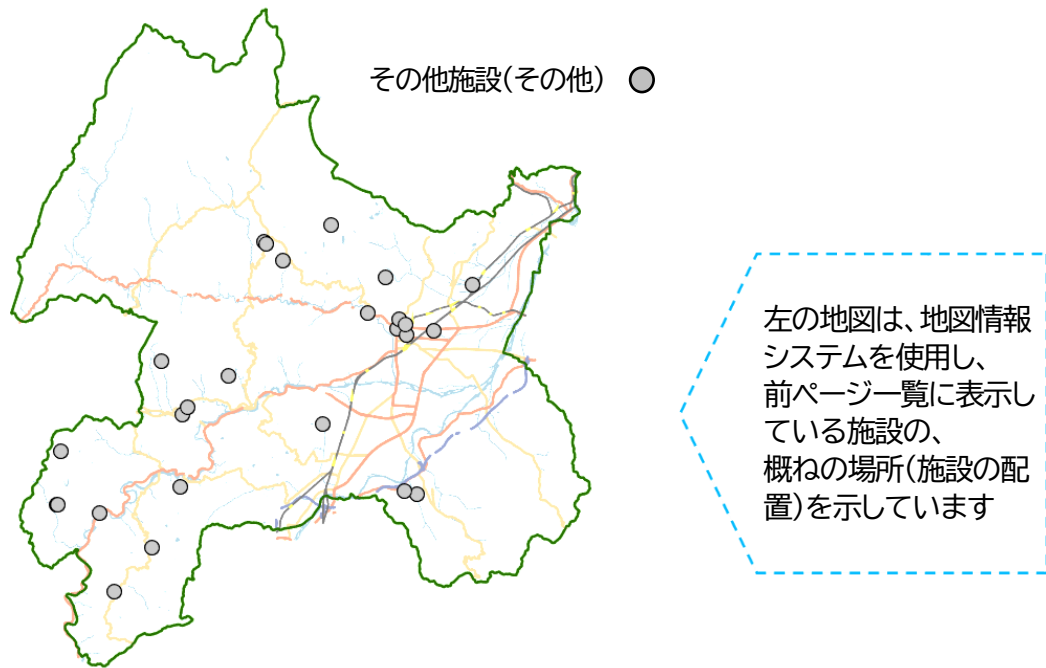 その他施設(その他)
左の地図は、地図情報
システムを使用し、
前ページ一覧に表示し
ている施設の、
概ねの場所(施設の配
置)を示しています